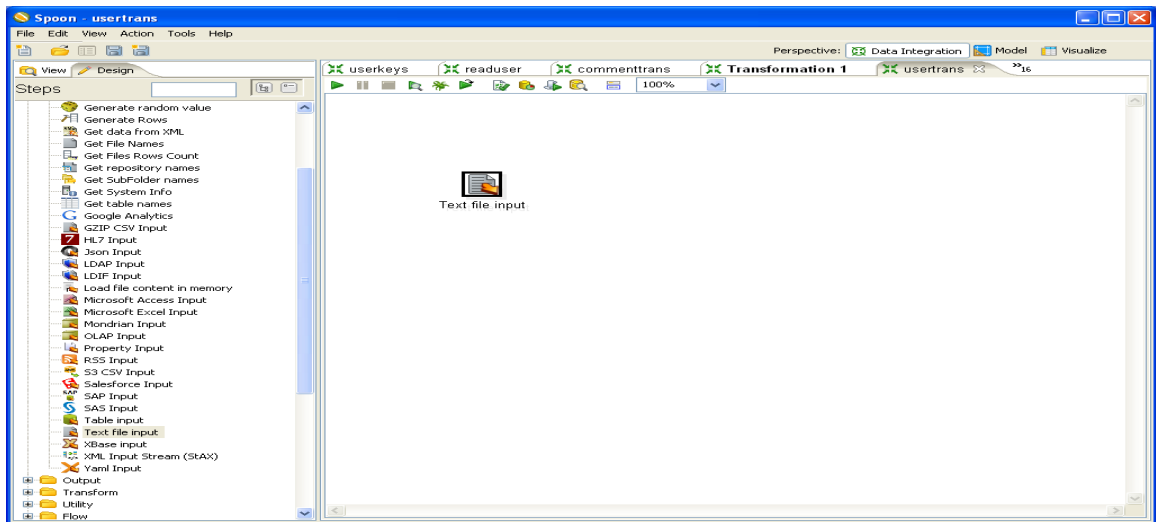 Spoon - usertrans
File Edit View Action Tools Help
Perspective: Data Integration Model Visualize
View Design
userkeys readuser commenttrans Transformation 1 usertrans »16
Steps
100%
Generate random value
Generate Rows
Get data from XML
Get File Names
Get Files Rows Count
Get repository names
Get SubFolder names
Get System Info
Get table names
Google Analytics
GZIP CSV Input
HL7 Input
Json Input
LDAP Input
LDIF Input
Load file content in memory
Microsoft Access Input
Microsoft Excel Input
Mondrian Input
OLAP Input
Property Input
RSS Input
S3 CSV Input
Salesforce Input
SAP Input
SAS Input
Table input
Text file input
XBase input
XML Input Stream (StAX)
Yaml Input
Output
Transform
Utility
Flow
Text file input